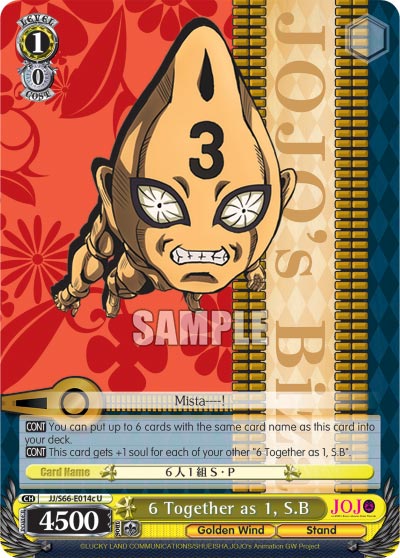 LEVEL
1
0
COST
JOJO's Biz
3
SAMPLE
Mista----!
CONT You can put up to 6 cards with the same card name as this card into
your deck.
CONT This card gets +1 soul for each of your other "6 Together as 1, S.B".
Card Name
6人1組 S・P
CH JJ/S66-E014c U
POWER 4500 SOUL
6 Together as 1, S.B
JOJO
Golden Wind
Stand
©LUCKY LAND COMMUNICATIONS/SHUEISHA,JOJO's Animation GW Project